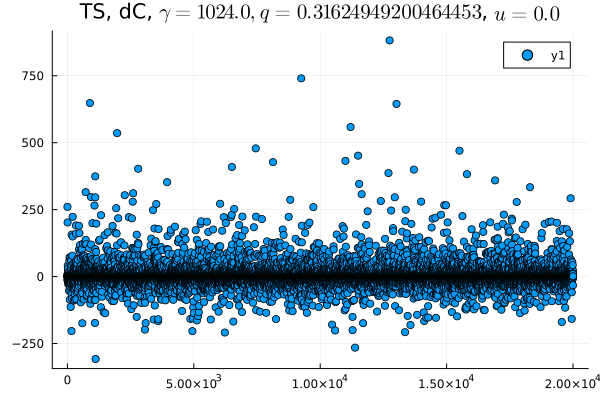 TS, dC, γ = 1024.0, q = 0.31624949200464453, u = 0.0
y1
750
500
250
0
−250
0 5.00×10³ 1.00×10⁴ 1.50×10⁴ 2.00×10⁴